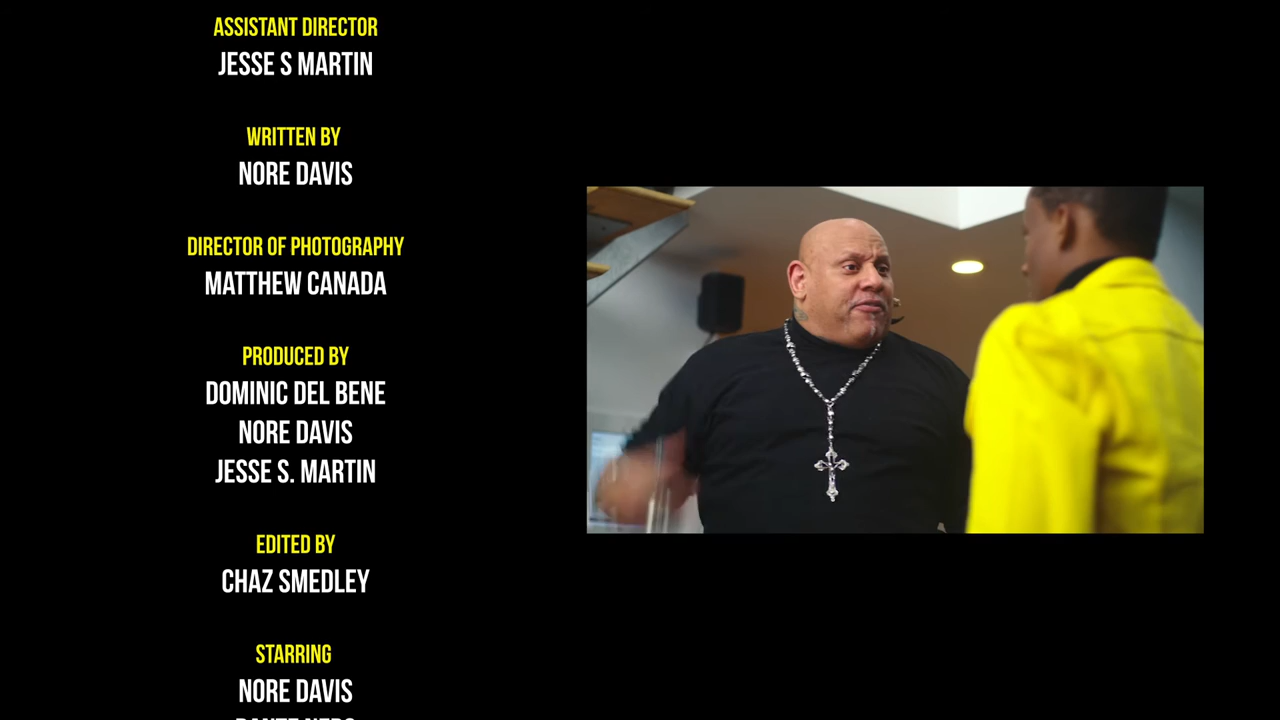 ASSISTANT DIRECTOR
JESSE S MARTIN
WRITTEN BY
NORE DAVIS
DIRECTOR OF PHOTOGRAPHY
MATTHEW CANADA
PRODUCED BY
DOMINIC DEL BENE
NORE DAVIS
JESSE S. MARTIN
EDITED BY
CHAZ SMEDLEY
STARRING
NORE DAVIS